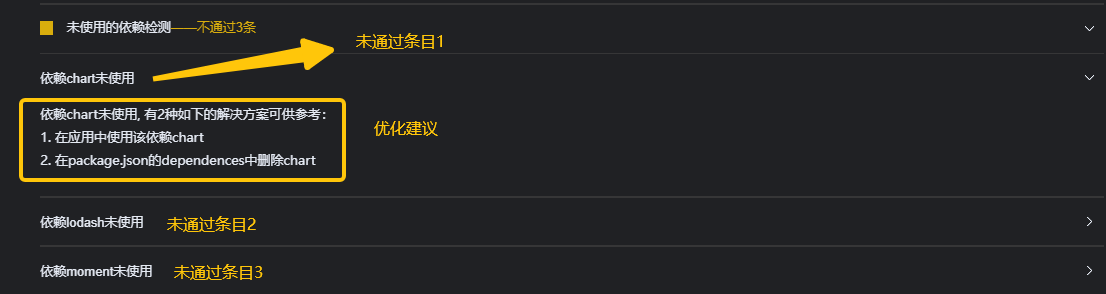 未使用的依赖检测——不通过3条
未通过条目1
依赖chart未使用
依赖chart未使用, 有2种如下的解决方案可供参考：
1. 在应用中使用该依赖chart
优化建议
2. 在package.json的dependences中删除chart
依赖lodash未使用 未通过条目2
依赖moment未使用 未通过条目3